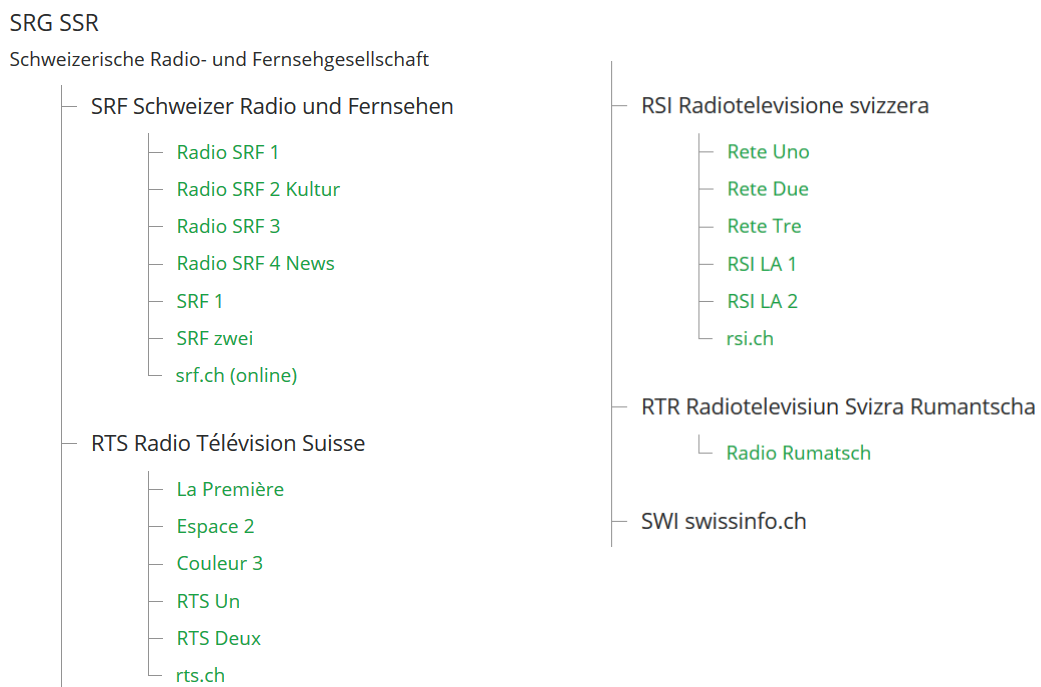 SRG SSR
Schweizerische Radio- und Fernsehgesellschaft
SRF Schweizer Radio und Fernsehen
Radio SRF 1
Radio SRF 2 Kultur
Radio SRF 3
Radio SRF 4 News
SRF 1
SRF zwei
srf.ch (online)
RTS Radio Télévision Suisse
La Première
Espace 2
Couleur 3
RTS Un
RTS Deux
rts.ch
RSI Radiotelevisione svizzera
Rete Uno
Rete Due
Rete Tre
RSI LA 1
RSI LA 2
rsi.ch
RTR Radiotelevisiun Svizra Rumantscha
Radio Rumatsch
SWI swissinfo.ch